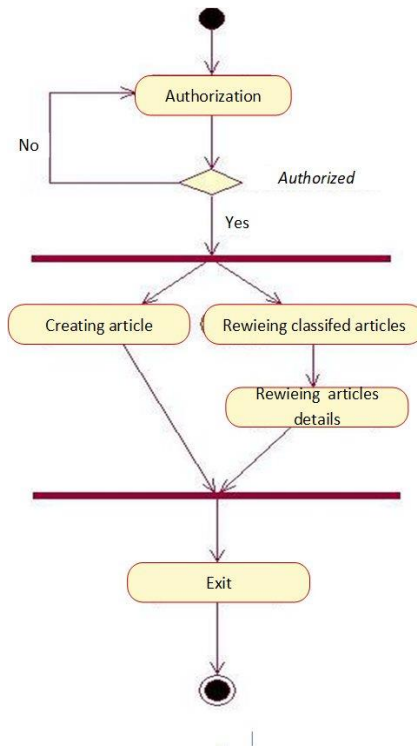 Authorization
No
Authorized
Yes
Creating article
Rewieing classifed articles
Rewieing articles
details
Exit